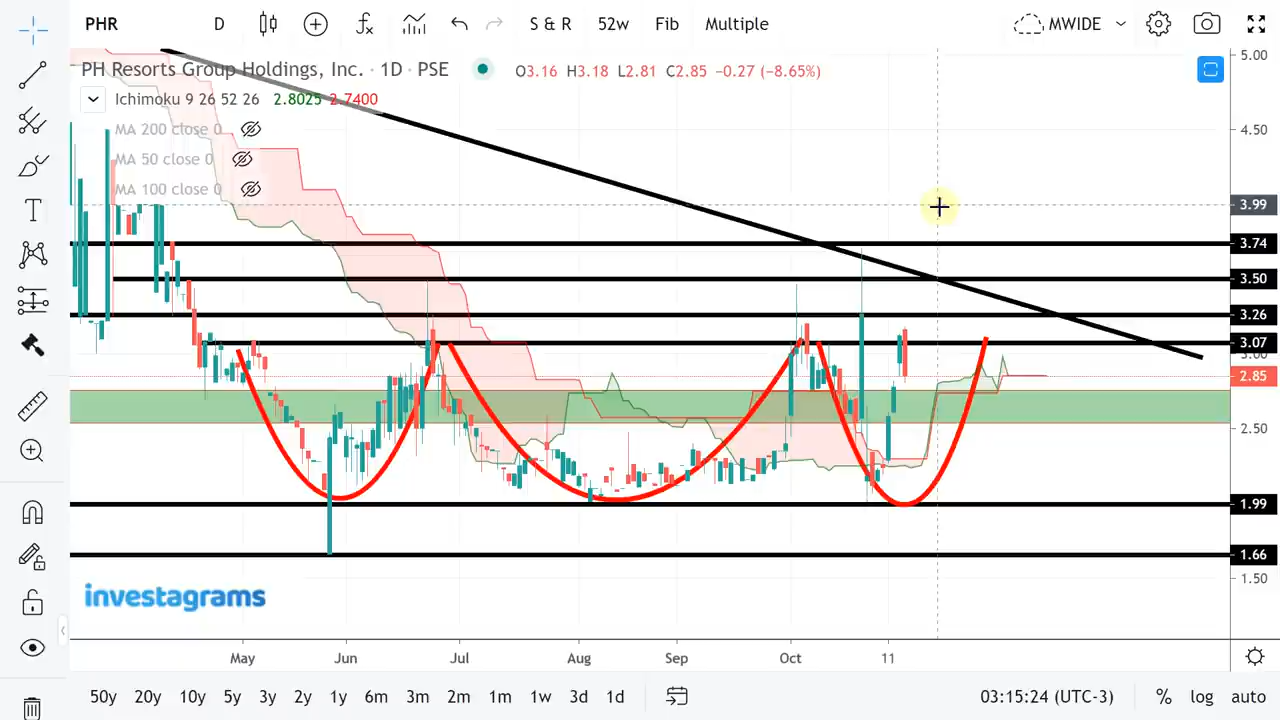 PHR D S & R 52w Fib Multiple MWIDE
PH Resorts Group Holdings, Inc. · 1D · PSE O3.16 H3.18 L2.81 C2.85 −0.27 (−8.65%)
Ichimoku 9 26 52 26 2.8025 2.7400
MA 200 close 0
MA 50 close 0
MA 100 close 0
5.00
4.50
3.99
3.74
3.50
3.26
3.07
3.00
2.85
2.50
1.99
1.66
1.50
investagrams
May Jun Jul Aug Sep Oct 11
50y 20y 10y 5y 3y 2y 1y 6m 3m 2m 1m 1w 3d 1d 03:15:24 (UTC-3) % log auto